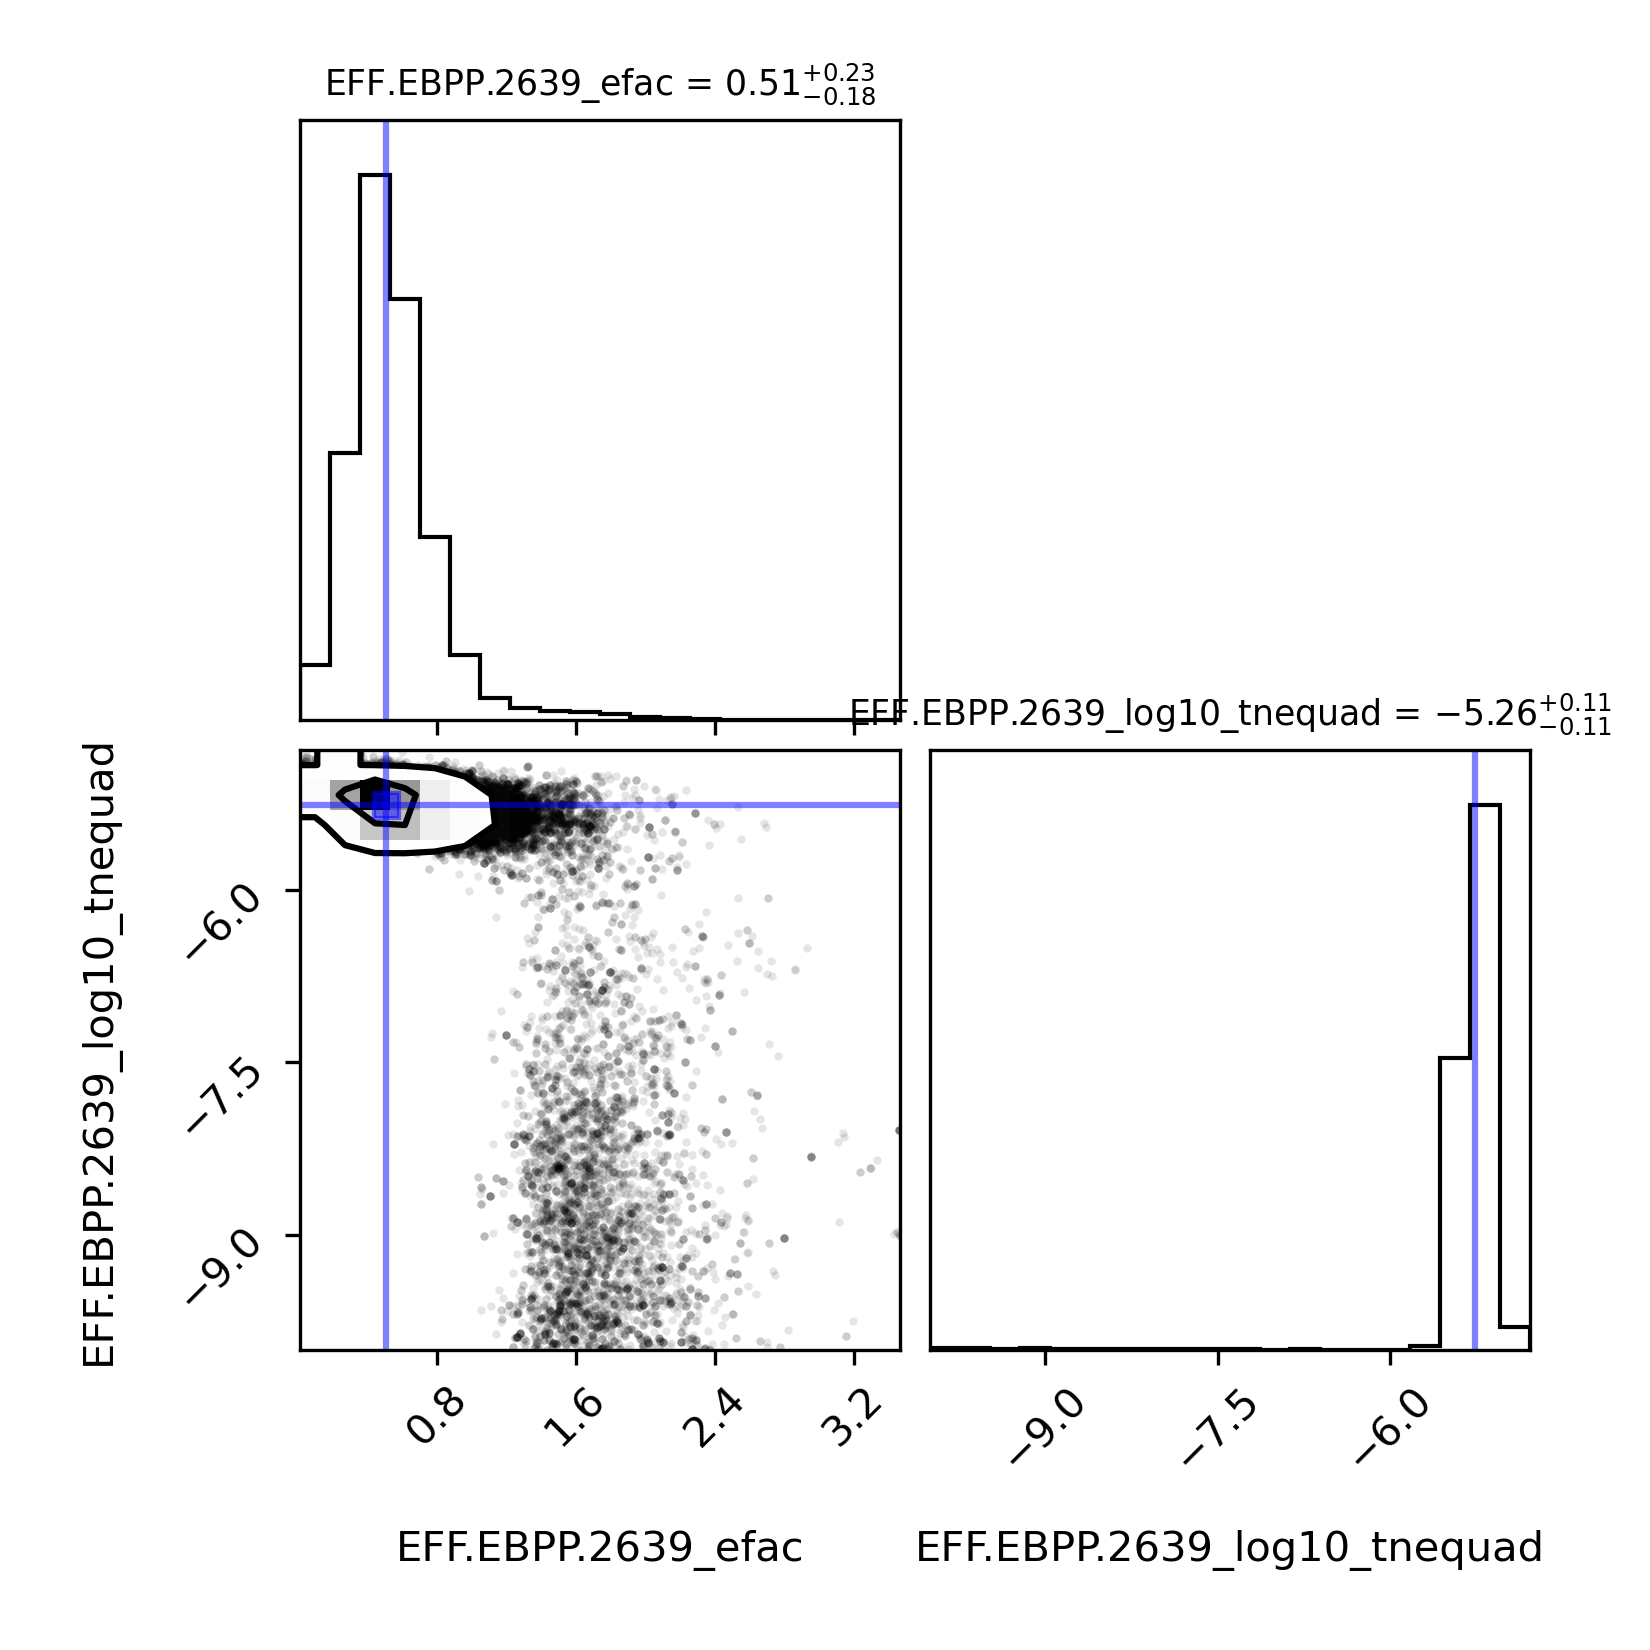 EFF.EBPP.2639_efac = 0.51+0.23 −0.18
EFF.EBPP.2639_log10_tnequad = −5.26+0.11 −0.11
EFF.EBPP.2639_log10_tnequad
−6.0
−7.5
−9.0
0.8 1.6 2.4 3.2
−9.0 −7.5 −6.0
EFF.EBPP.2639_efac
EFF.EBPP.2639_log10_tnequad